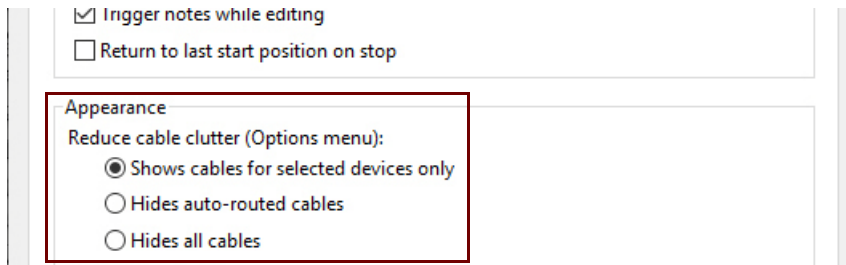 Trigger notes while editing
Return to last start position on stop
Appearance
Reduce cable clutter (Options menu):
Shows cables for selected devices only
Hides auto-routed cables
Hides all cables